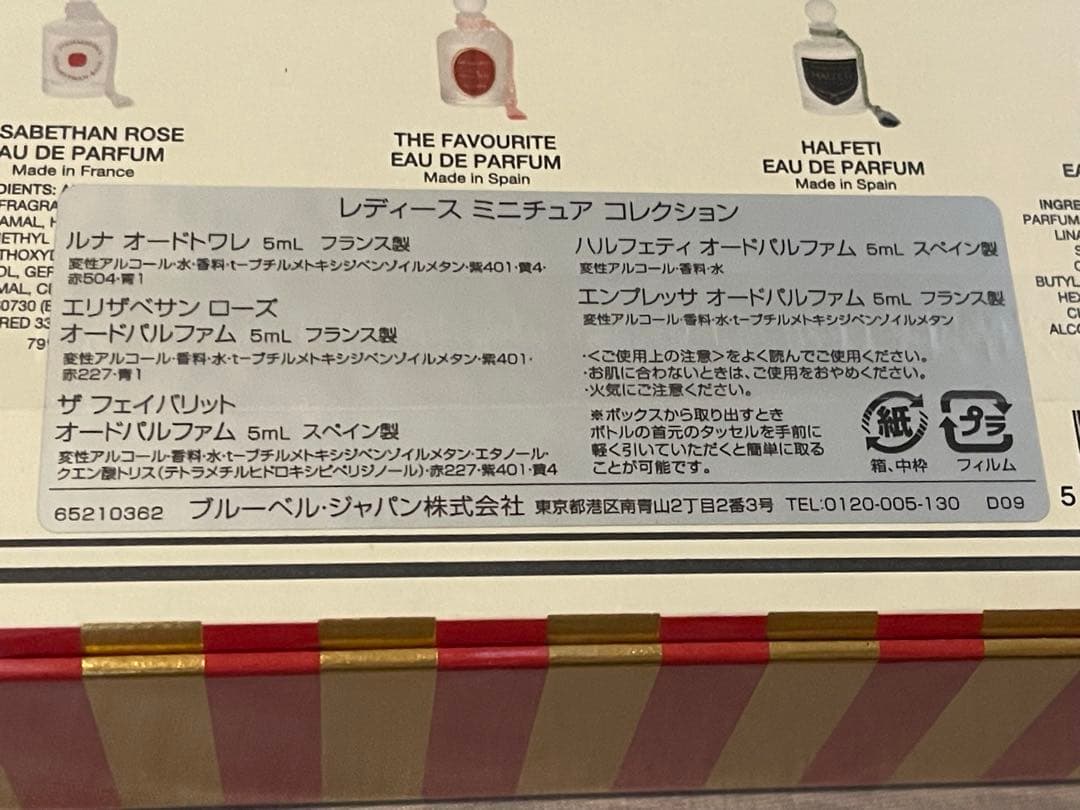 SABETHAN ROSE
AU DE PARFUM
Made in France
THE FAVOURITE
EAU DE PARFUM
Made in Spain
HALFETI
EAU DE PARFUM
Made in Spain
レディース ミニチュア コレクション
ルナ オードトワレ 5mL フランス製
変性アルコール・水・香料・t-ブチルメトキシジベンゾイルメタン・紫401・黄4・
赤504・青1
エリザベサン ローズ
オードパルファム 5mL フランス製
変性アルコール・香料・水・t-ブチルメトキシジベンゾイルメタン・紫401・
赤227・青1
ザ フェイバリット
オードパルファム 5mL スペイン製
変性アルコール・香料・水・t-ブチルメトキシジベンゾイルメタン・エタノール・
クエン酸トリス(テトラメチルヒドロキシピペリジノール)・赤227・紫401・黄4
ハルフェティ オードパルファム 5mL スペイン製
変性アルコール・香料・水
エンプレッサ オードパルファム 5mL フランス製
変性アルコール・香料・水・t-ブチルメトキシジベンゾイルメタン
・<ご使用上の注意>をよく読んでご使用ください。
・お肌に合わないときは、ご使用をおやめください。
・火気にご注意ください。
※ボックスから取り出すとき
ボトルの首元のタッセルを手前に
軽く引いていただくと簡単に取る
ことが可能です。
紙
箱、中枠
プラ
フィルム
65210362 ブルーベル・ジャパン株式会社 東京都港区南青山2丁目2番3号 TEL:0120-005-130 D09